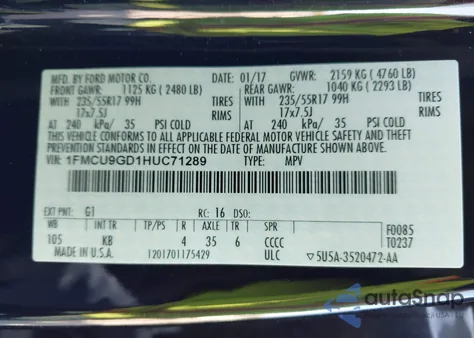 MFD. BY FORD MOTOR CO. 01/17 GVWR: 2159 KG ( 4760 LB)
FRONT GAWR: 1125 KG ( 2480 LB) REAR GAWR: 1040 KG ( 2293 LB)
WITH 235/55R17 99H TIRES WITH 235/55R17 99H TIRES
17x7.5J RIMS 17x7.5J RIMS
AT 240 kPa/ 35 PSI COLD AT 240 kPa/ 35 PSI COLD
THIS VEHICLE CONFORMS TO ALL APPLICABLE FEDERAL MOTOR VEHICLE SAFETY, BUMPER, AND THEFT
PREVENTION STANDARDS IN EFFECT ON THE DATE OF MANUFACTURE SHOWN ABOVE.
VIN: 1FMCU9GD1HUC71289 TYPE: MPV
EXT PNT: G1 RC: 16 DSO:
WB INT TR TP/PS R AXLE TR SPR F0085
105 KB 4 35 6 CCCC T0237
MADE IN U.S.A. 1201701175429 ULC 5U5A-3520472-AA
autoSnap